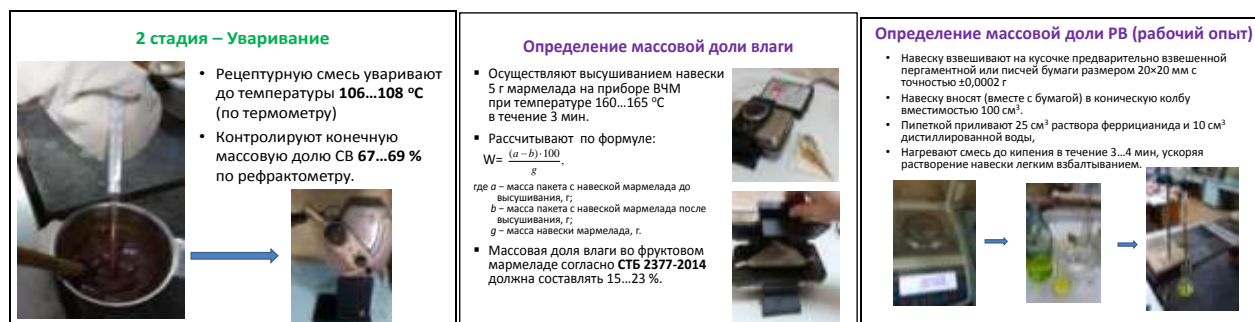 2 стадия – Уваривание
• Рецептурную смесь уваривают
до температуры 106...108 ºС
(по термометру)
• Контролируют конечную
массовую долю СВ 67...69 %
по рефрактометру.
Определение массовой доли влаги
▪ Осуществляют высушиванием навески
5 г мармелада на приборе ВЧМ
при температуре 160...165 ºС
в течение 3 мин.
▪ Рассчитывают по формуле:
W= (a−b)·100/g,
где a – масса пакета с навеской мармелада до
высушивания, г;
b – масса пакета с навеской мармелада после
высушивания, г;
g – масса навески мармелада, г.
▪ Массовая доля влаги во фруктовом
мармеладе согласно СТБ 2377-2014
должна составлять 15...23 %.
Определение массовой доли РВ (рабочий опыт)
• Навеску взвешивают на кусочке предварительно взвешенной
пергаментной или писчей бумаги размером 20×20 мм с
точностью ±0,0002 г
• Навеску вносят (вместе с бумагой) в коническую колбу
вместимостью 100 см³.
• Пипеткой приливают 25 см³ раствора феррицианида и 10 см³
дистиллированной воды,
• Нагревают смесь до кипения в течение 3...4 мин, ускоряя
растворение навески легким взбалтыванием.